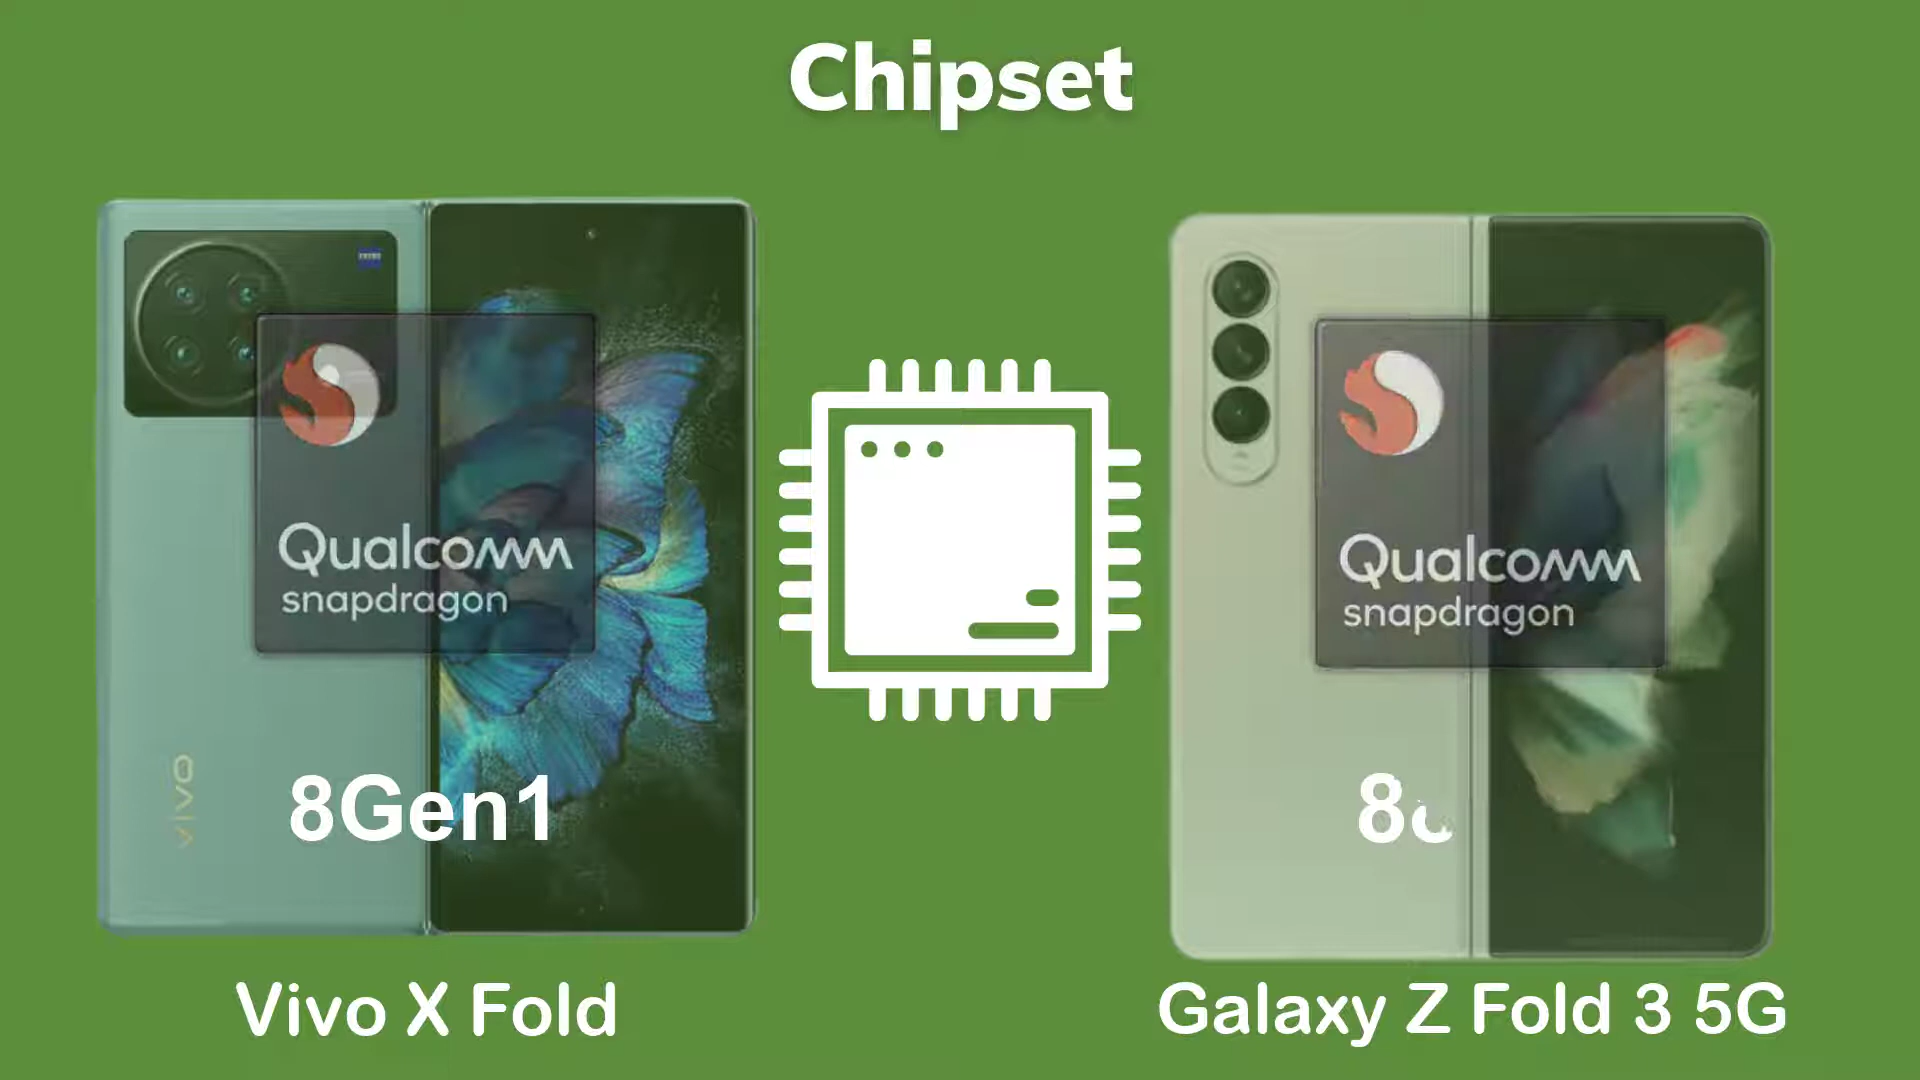 Chipset
Qualcomm
snapdragon
8Gen1
vivo
Vivo X Fold
Qualcomm
snapdragon
Galaxy Z Fold 3 5G